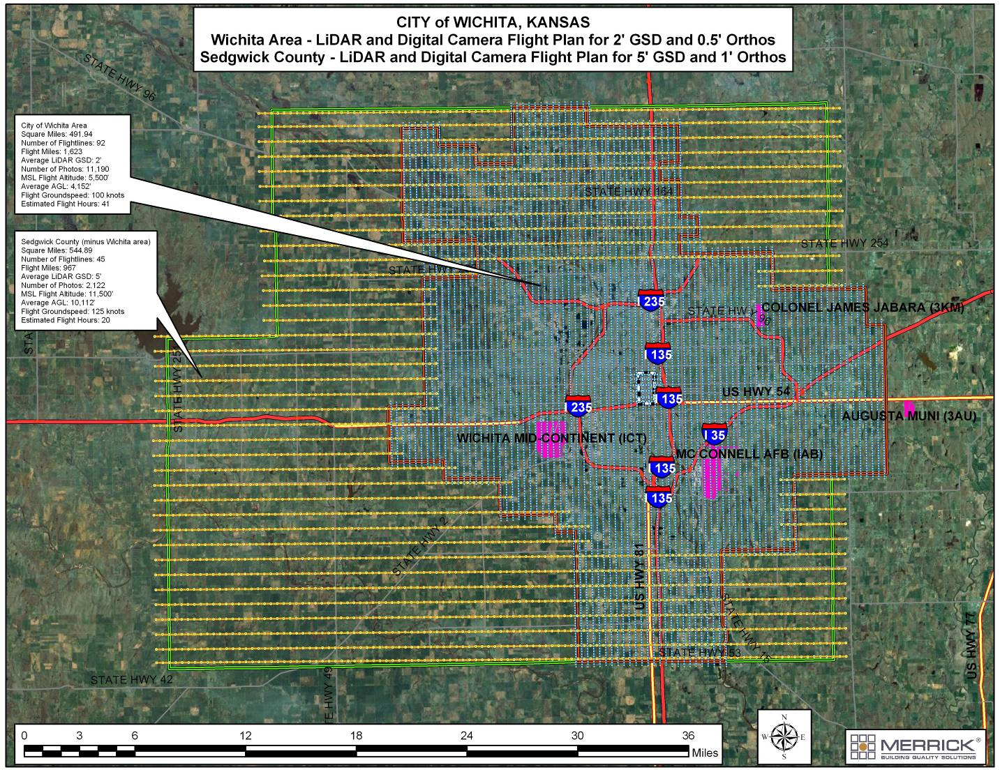 CITY of WICHITA, KANSAS
Wichita Area - LiDAR and Digital Camera Flight Plan for 2' GSD and 0.5' Orthos
Sedgwick County - LiDAR and Digital Camera Flight Plan for 5' GSD and 1' Orthos
STATE HWY 96
City of Wichita Area
Square Miles: 491.94
Number of Flightlines: 92
Flight Miles: 1,623
Average LiDAR GSD: 2'
Number of Photos: 11,190
MSL Flight Altitude: 5,500'
Average AGL: 4,152'
Flight Groundspeed: 100 knots
Estimated Flight Hours: 41
STATE HWY 164
Sedgwick County (minus Wichita area)
Square Miles: 544.89
Number of Flightlines: 45
Flight Miles: 967
Average LiDAR GSD: 5'
Number of Photos: 2,122
MSL Flight Altitude: 11,500'
Average AGL: 10,112'
Flight Groundspeed: 125 knots
Estimated Flight Hours: 20
STATE HWY 254
STATE HW
235
STATE HWY 96
COLONEL JAMES JABARA (3KM)
STA
STATE HWY 25
I 135
US HWY 54
I 135
I 235
AUGUSTA MUNI (3AU)
WICHITA MID-CONTINENT (ICT)
I 35
MC CONNELL AFB (IAB)
I 135
I 135
STATE HWY 2
US HWY 81
STATE HWY 15
US HWY 77
STATE HWY 53
STATE HWY 42
TE HWY 49
0 3 6 12 18 24 30 36
Miles
N
W E
S
MERRICK®
BUILDING QUALITY SOLUTIONS